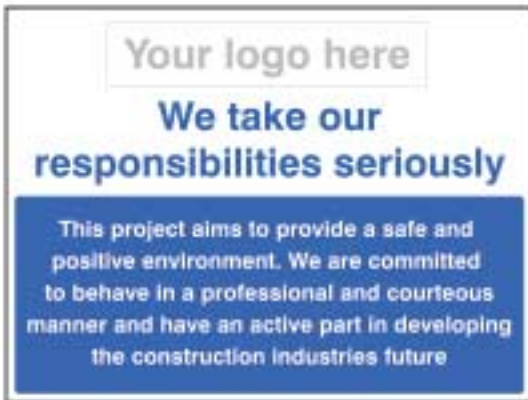 Your logo here
We take our
responsibilities seriously
This project aims to provide a safe and
positive environment. We are committed
to behave in a professional and courteous
manner and have an active part in developing
the construction industries future